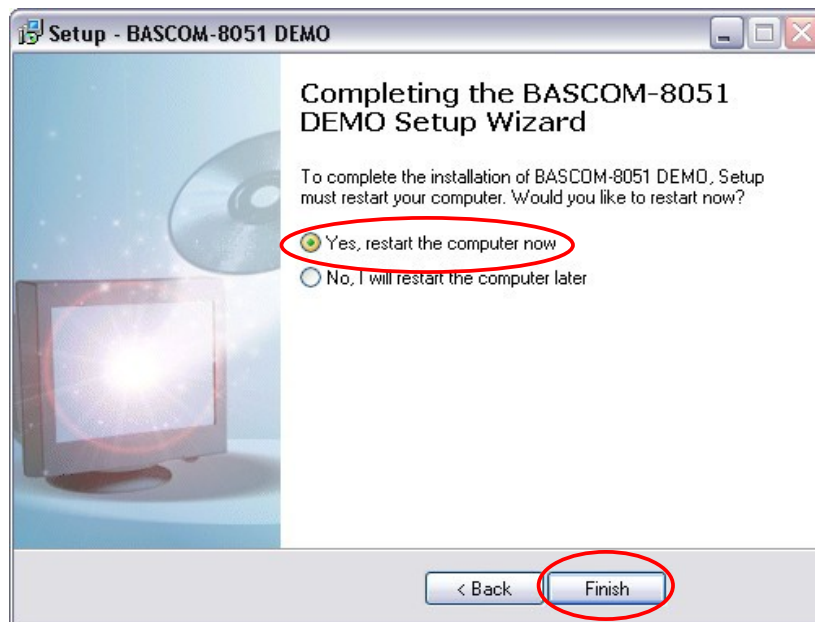 Setup - BASCOM-8051 DEMO
Completing the BASCOM-8051
DEMO Setup Wizard
To complete the installation of BASCOM-8051 DEMO, Setup
must restart your computer. Would you like to restart now?
Yes, restart the computer now
No, I will restart the computer later
< Back
Finish